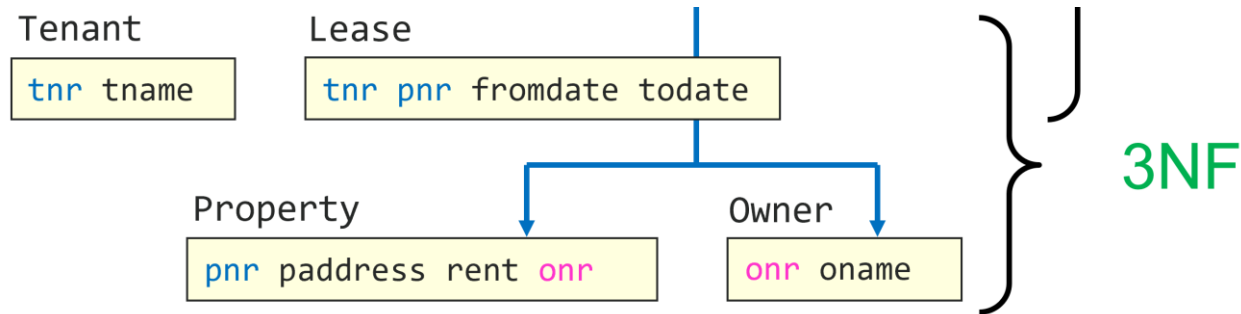 Tenant
Lease
tnr tname
tnr pnr fromdate todate
3NF
Property
Owner
pnr paddress rent onr
onr oname